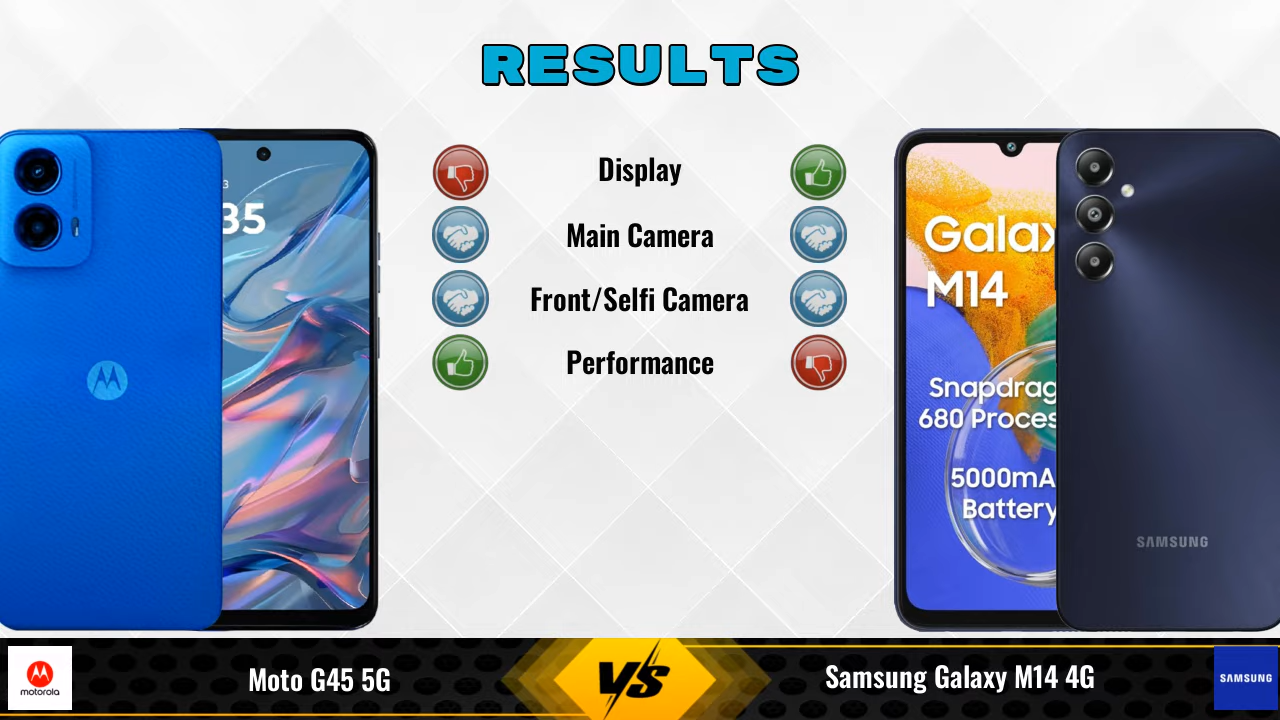 RESULTS
Display
Main Camera
Front/Selfi Camera
Performance
3
35
Galax
M14
Snapdrag
680 Proces
5000mA
Battery
SAMSUNG
motorola
Moto G45 5G
VS
Samsung Galaxy M14 4G
SAMSUNG